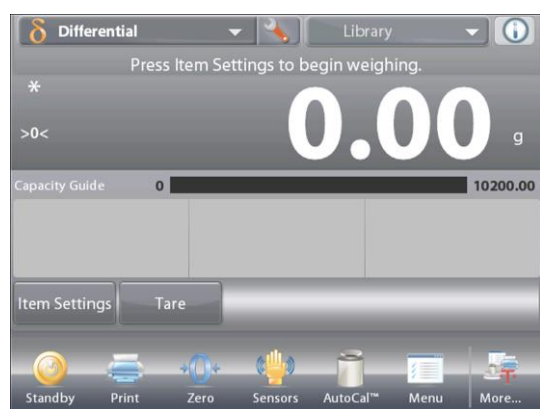 δ Differential Library
Press Item Settings to begin weighing.
*
>0< 0.00 g
Capacity Guide 0 10200.00
Item Settings Tare
→0←
Standby Print Zero Sensors AutoCal™ Menu More...